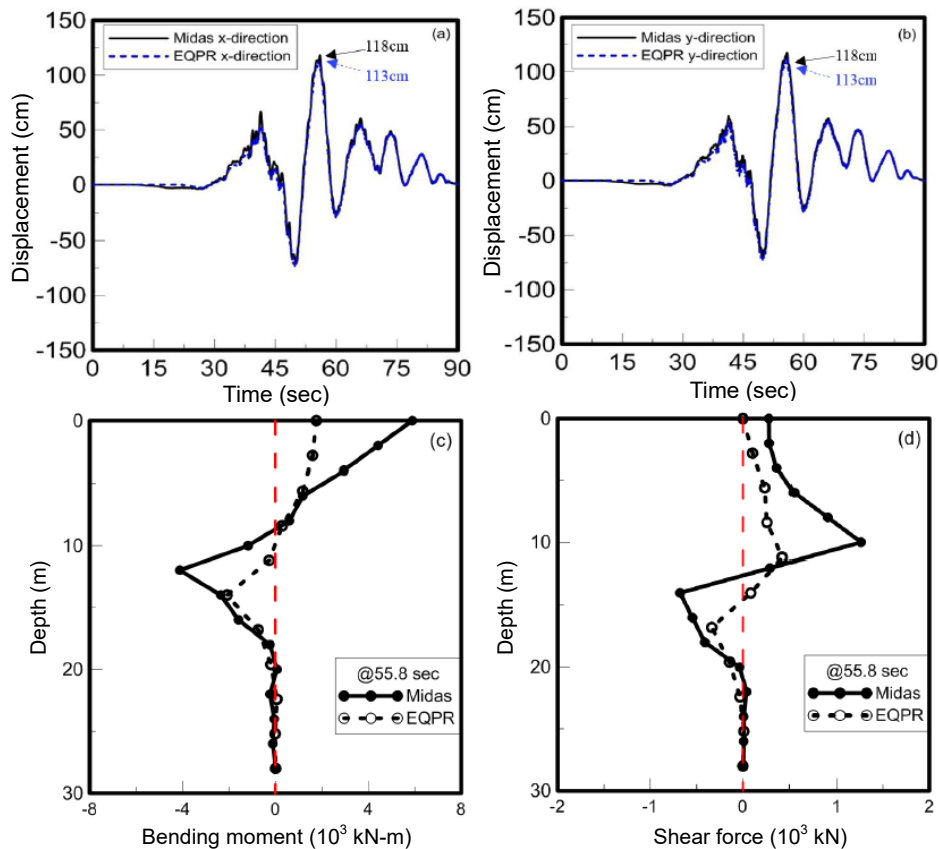 150
100
50
0
-50
-100
-150
Displacement (cm)
Midas x-direction
EQPR x-direction
(a)
118cm
113cm
0 15 30 45 60 75 90
Time (sec)
150
100
50
0
-50
-100
-150
Displacement (cm)
Midas y-direction
EQPR y-direction
(b)
118cm
113cm
0 15 30 45 60 75 90
Time (sec)
0
10
20
30
Depth (m)
(c)
@55.8 sec
Midas
EQPR
-8 -4 0 4 8
Bending moment (10³ kN-m)
0
10
20
30
Depth (m)
(d)
@55.8 sec
Midas
EQPR
-2 -1 0 1 2
Shear force (10³ kN)